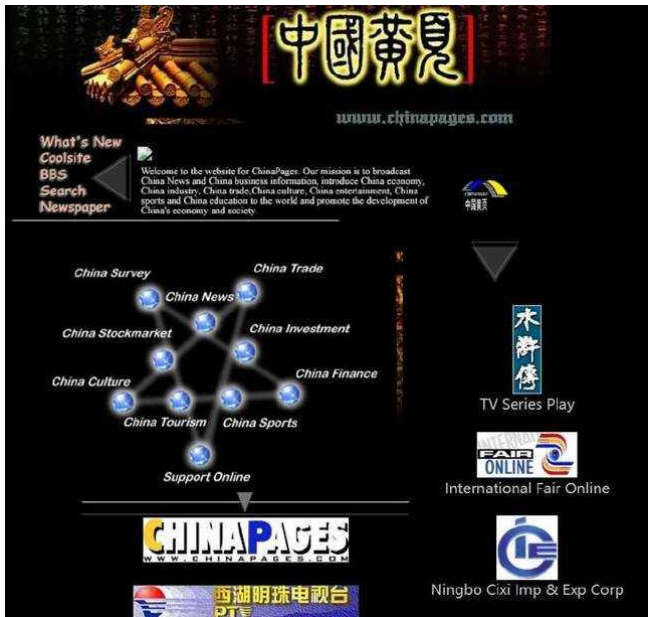 [中國黃頁]
www.chinapages.com
What's New
Coolsite
BBS
Search
Newspaper
Welcome to the website for ChinaPages. Our mission is to broadcast
China News and China business information, introduce China economy,
China industry, China trade,China culture, China entertainment, China
sports and China education to the world and promote the development of
China's economy and society.
中国黄页
China Survey
China Trade
China News
China Stockmarket
China Investment
China Culture
China Finance
China Tourism
China Sports
Support Online
水
滸
傳
TV Series Play
FAIR
ONLINE
International Fair Online
CIE
Ningbo Cixi Imp & Exp Corp
CHINAPAGES
WWW.CHINAPAGES.COM
西湖明珠电视台